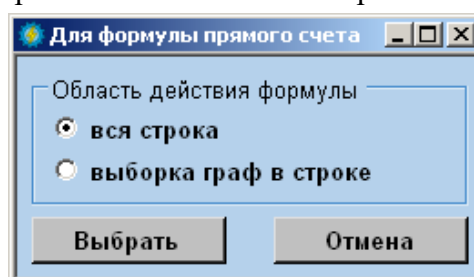 Для формулы прямого счета
Область действия формулы
вся строка
выборка граф в строке
Выбрать Отмена